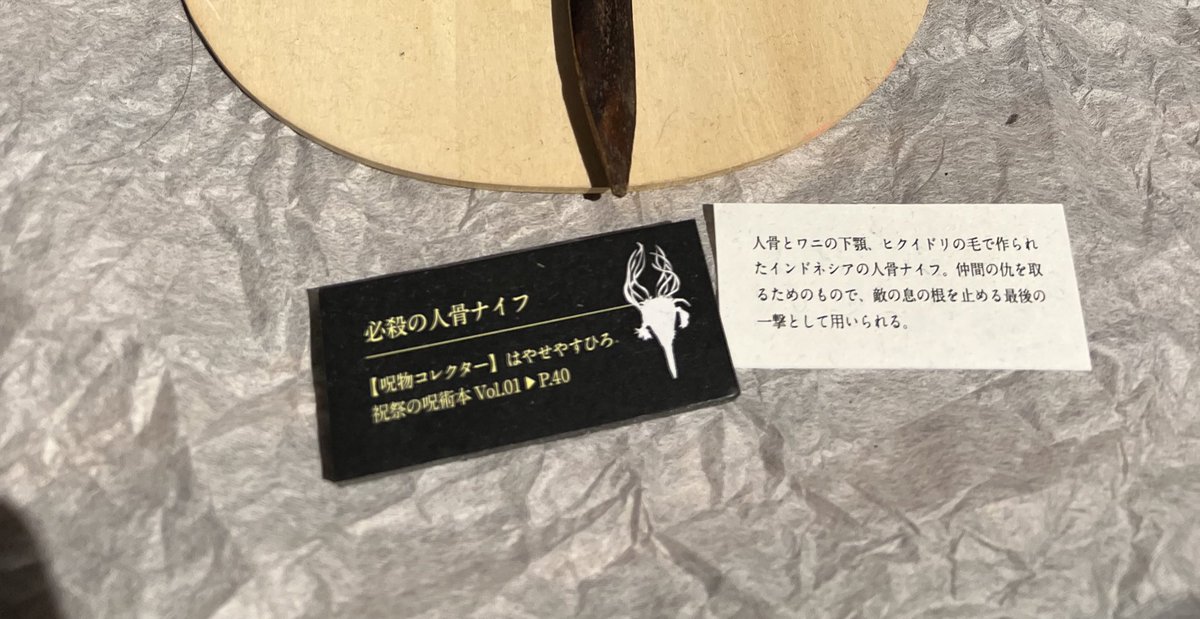 必殺の人骨ナイフ
【呪物コレクター】はやせやすひろ
祝祭の呪術本 Vol.01▶P.40
人骨とワニの下顎、ヒクイドリの毛で作られ
たインドネシアの人骨ナイフ。仲間の仇を取
るためのもので、敵の息の根を止める最後の
一撃として用いられる。